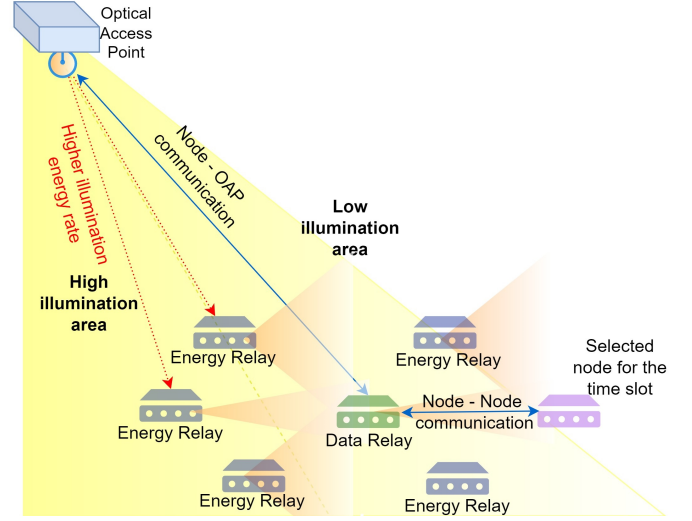 Optical
Access
Point
Higher illumination
energy rate
Node - OAP
communication
Low
illumination
area
High
illumination
area
Energy Relay
Energy Relay
Selected
node for the
time slot
Energy Relay
Data Relay
Node - Node
communication
Energy Relay
Energy Relay